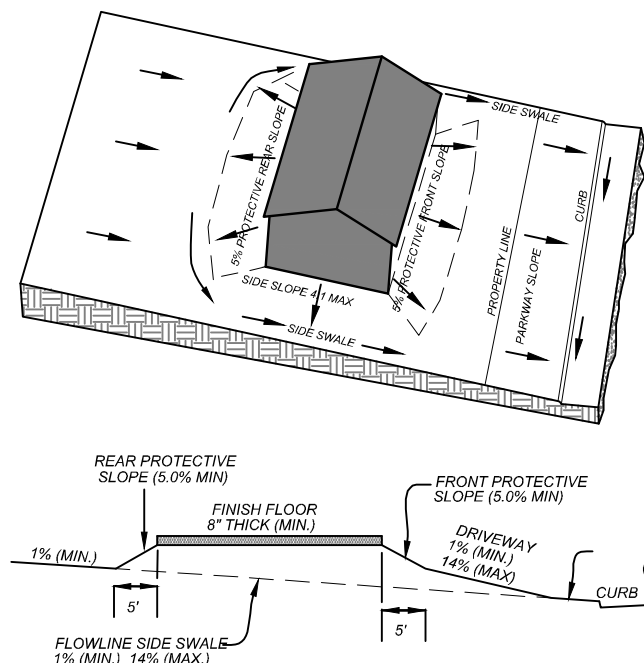 SIDE SWALE
5% PROTECTIVE REAR SLOPE
5% PROTECTIVE FRONT SLOPE
PROPERTY LINE
PARKWAY SLOPE
CURB
SIDE SLOPE 4:1 MAX
SIDE SWALE
REAR PROTECTIVE
SLOPE (5.0% MIN)
FRONT PROTECTIVE
SLOPE (5.0% MIN)
FINISH FLOOR
8" THICK (MIN.)
DRIVEWAY
1% (MIN.)
14% (MAX)
1% (MIN.)
CURB
5'
5'
FLOWLINE SIDE SWALE
1% (MIN.) 14% (MAX.)